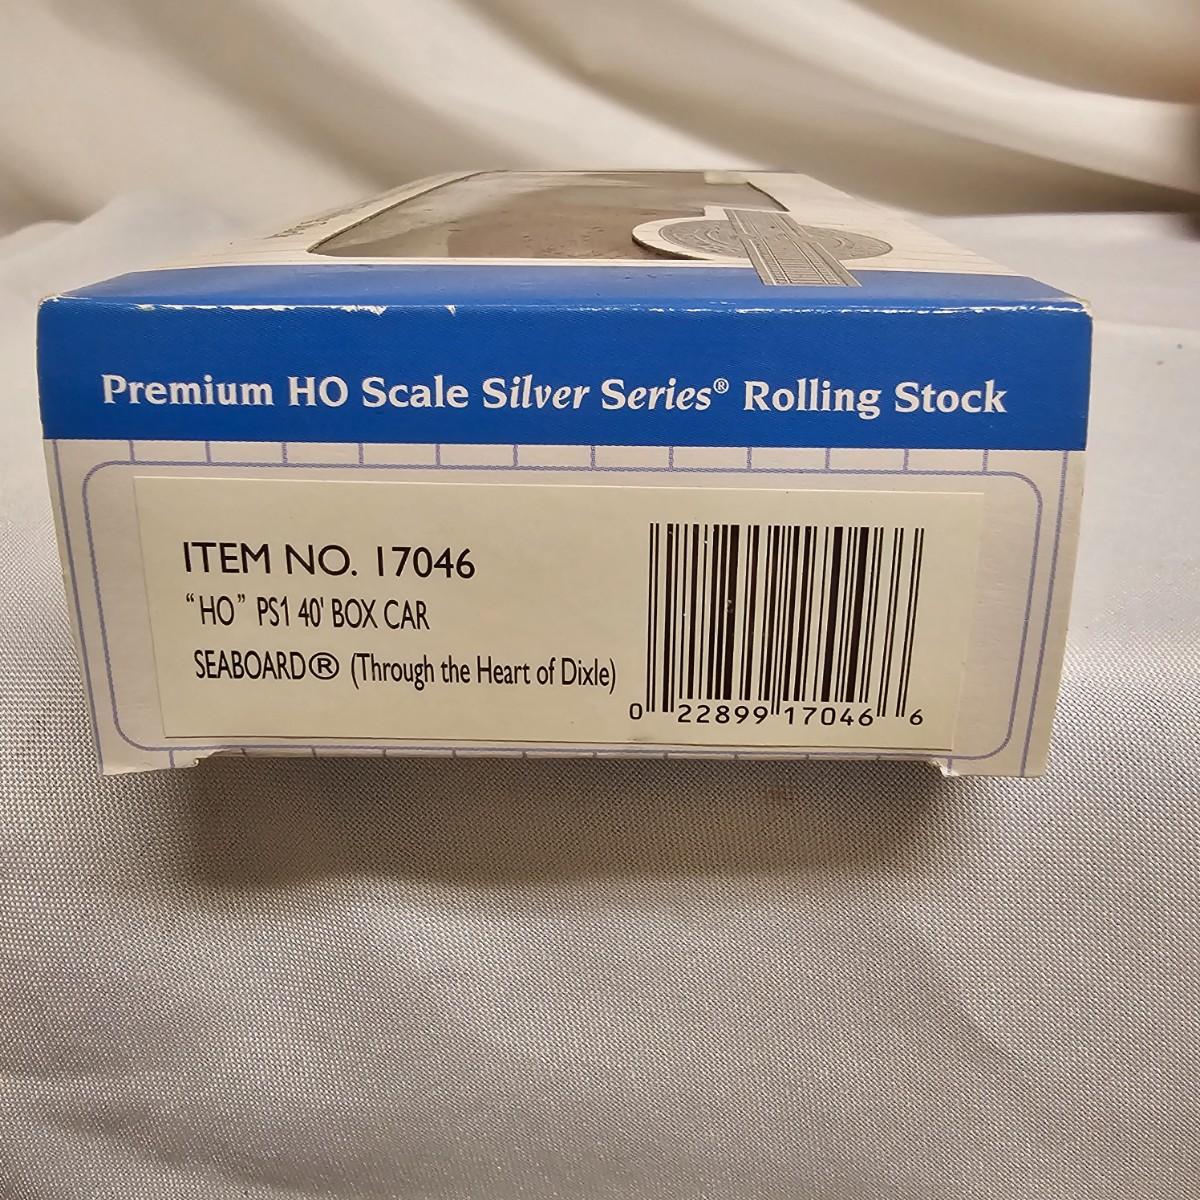 Premium HO Scale Silver Series® Rolling Stock
ITEM NO. 17046
"HO" PS1 40' BOX CAR
SEABOARD® (Through the Heart of Dixle)
0 22899 17046 6